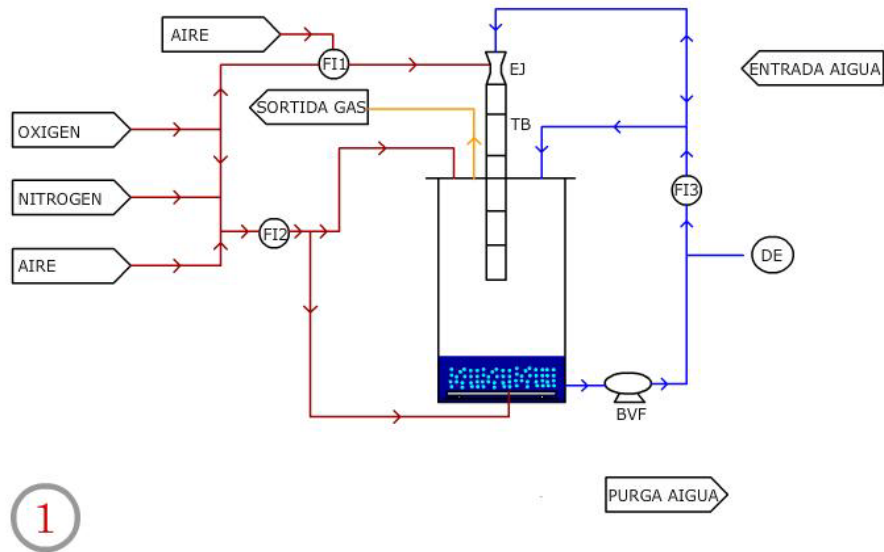 AIRE
FI1
EJ
ENTRADA AIGUA
SORTIDA GAS
TB
OXIGEN
NITROGEN
FI3
FI2
AIRE
DE
BVF
PURGA AIGUA
1